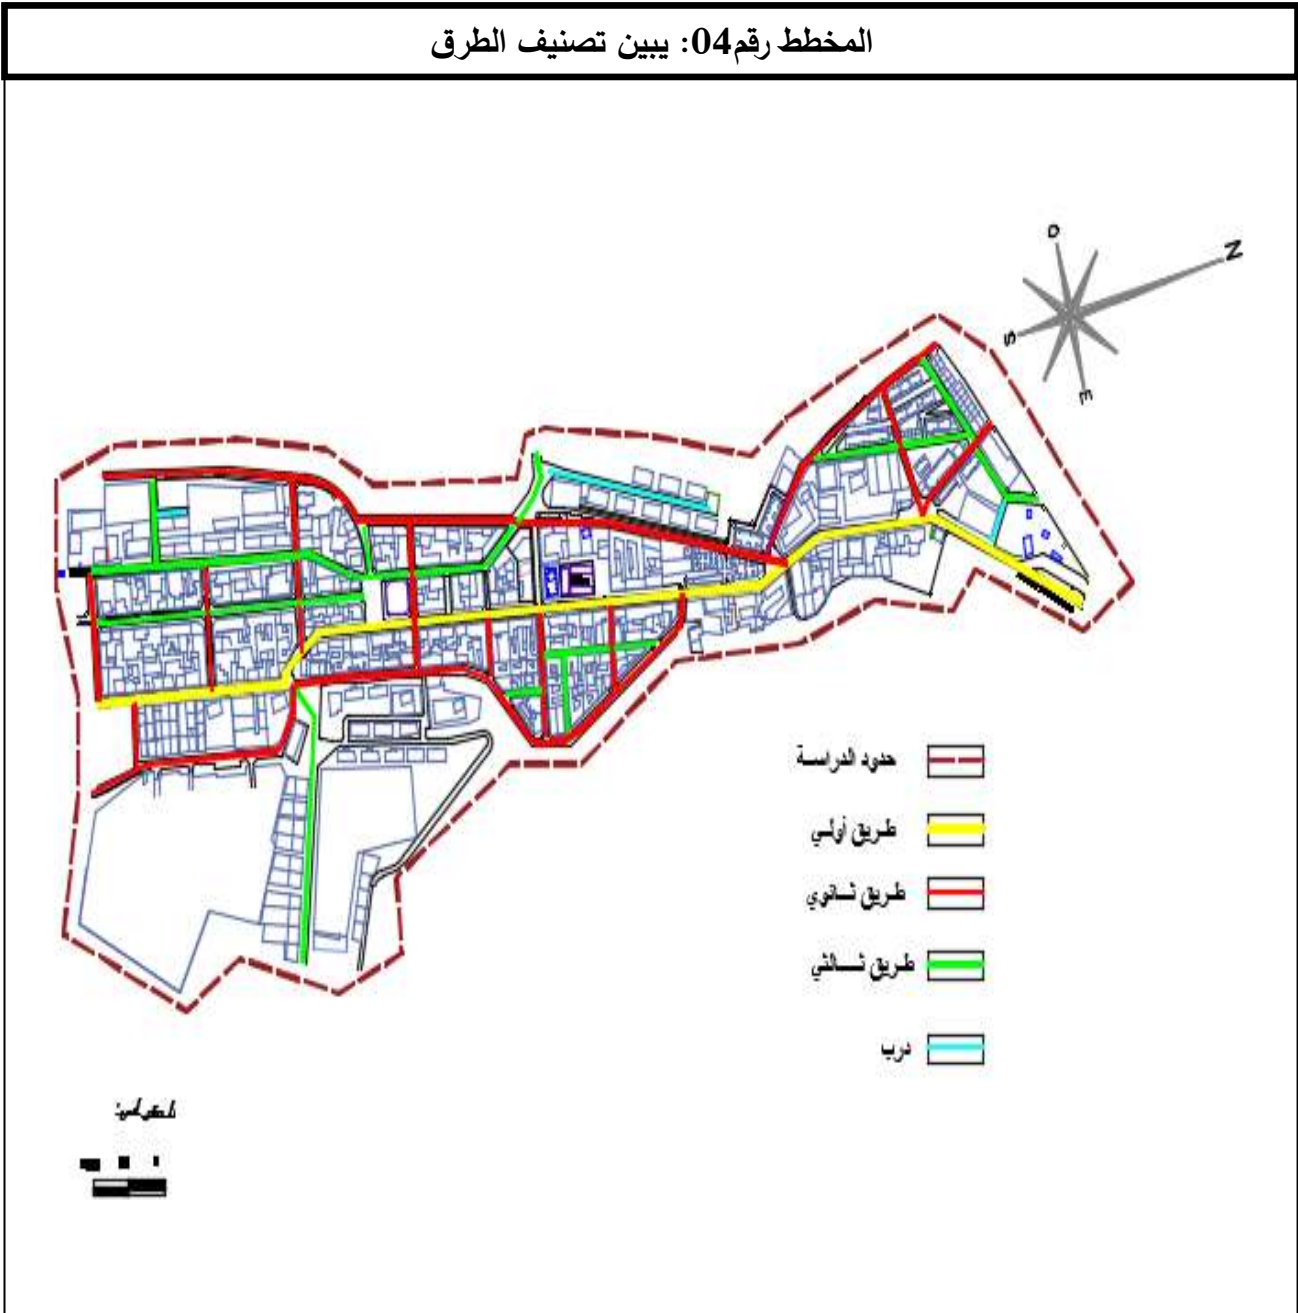 المخطط رقم04: يبين تصنيف الطرق
O
N
S
E
حدود الدراسة
طريق أولي
طريق ثانوي
طريق ثالثي
درب